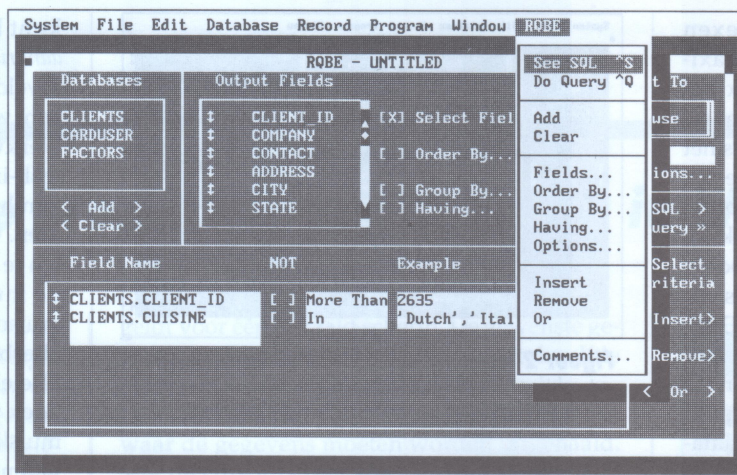 System File Edit Database Record Program Window RQBE
RQBE - UNTITLED
Databases Output Fields
CLIENTS
CARDUSER
FACTORS
< Add >
< Clear >
↕ CLIENT_ID
↕ COMPANY
↕ CONTACT
↕ ADDRESS
↕ CITY
↕ STATE
[X] Select Fiel
[ ] Order By...
[ ] Group By...
[ ] Having...
See SQL ^S
Do Query ^Q
Add
Clear
Fields...
Order By...
Group By...
Having...
Options...
Insert
Remove
Or
Comments...
t To
wse
ions...
SQL >
uery »
Field Name NOT Example
↕ CLIENTS.CLIENT_ID [ ] More Than 2635
↕ CLIENTS.CUISINE [ ] In 'Dutch','Ital
Select
riteria
Insert>
Remove>
< Or >